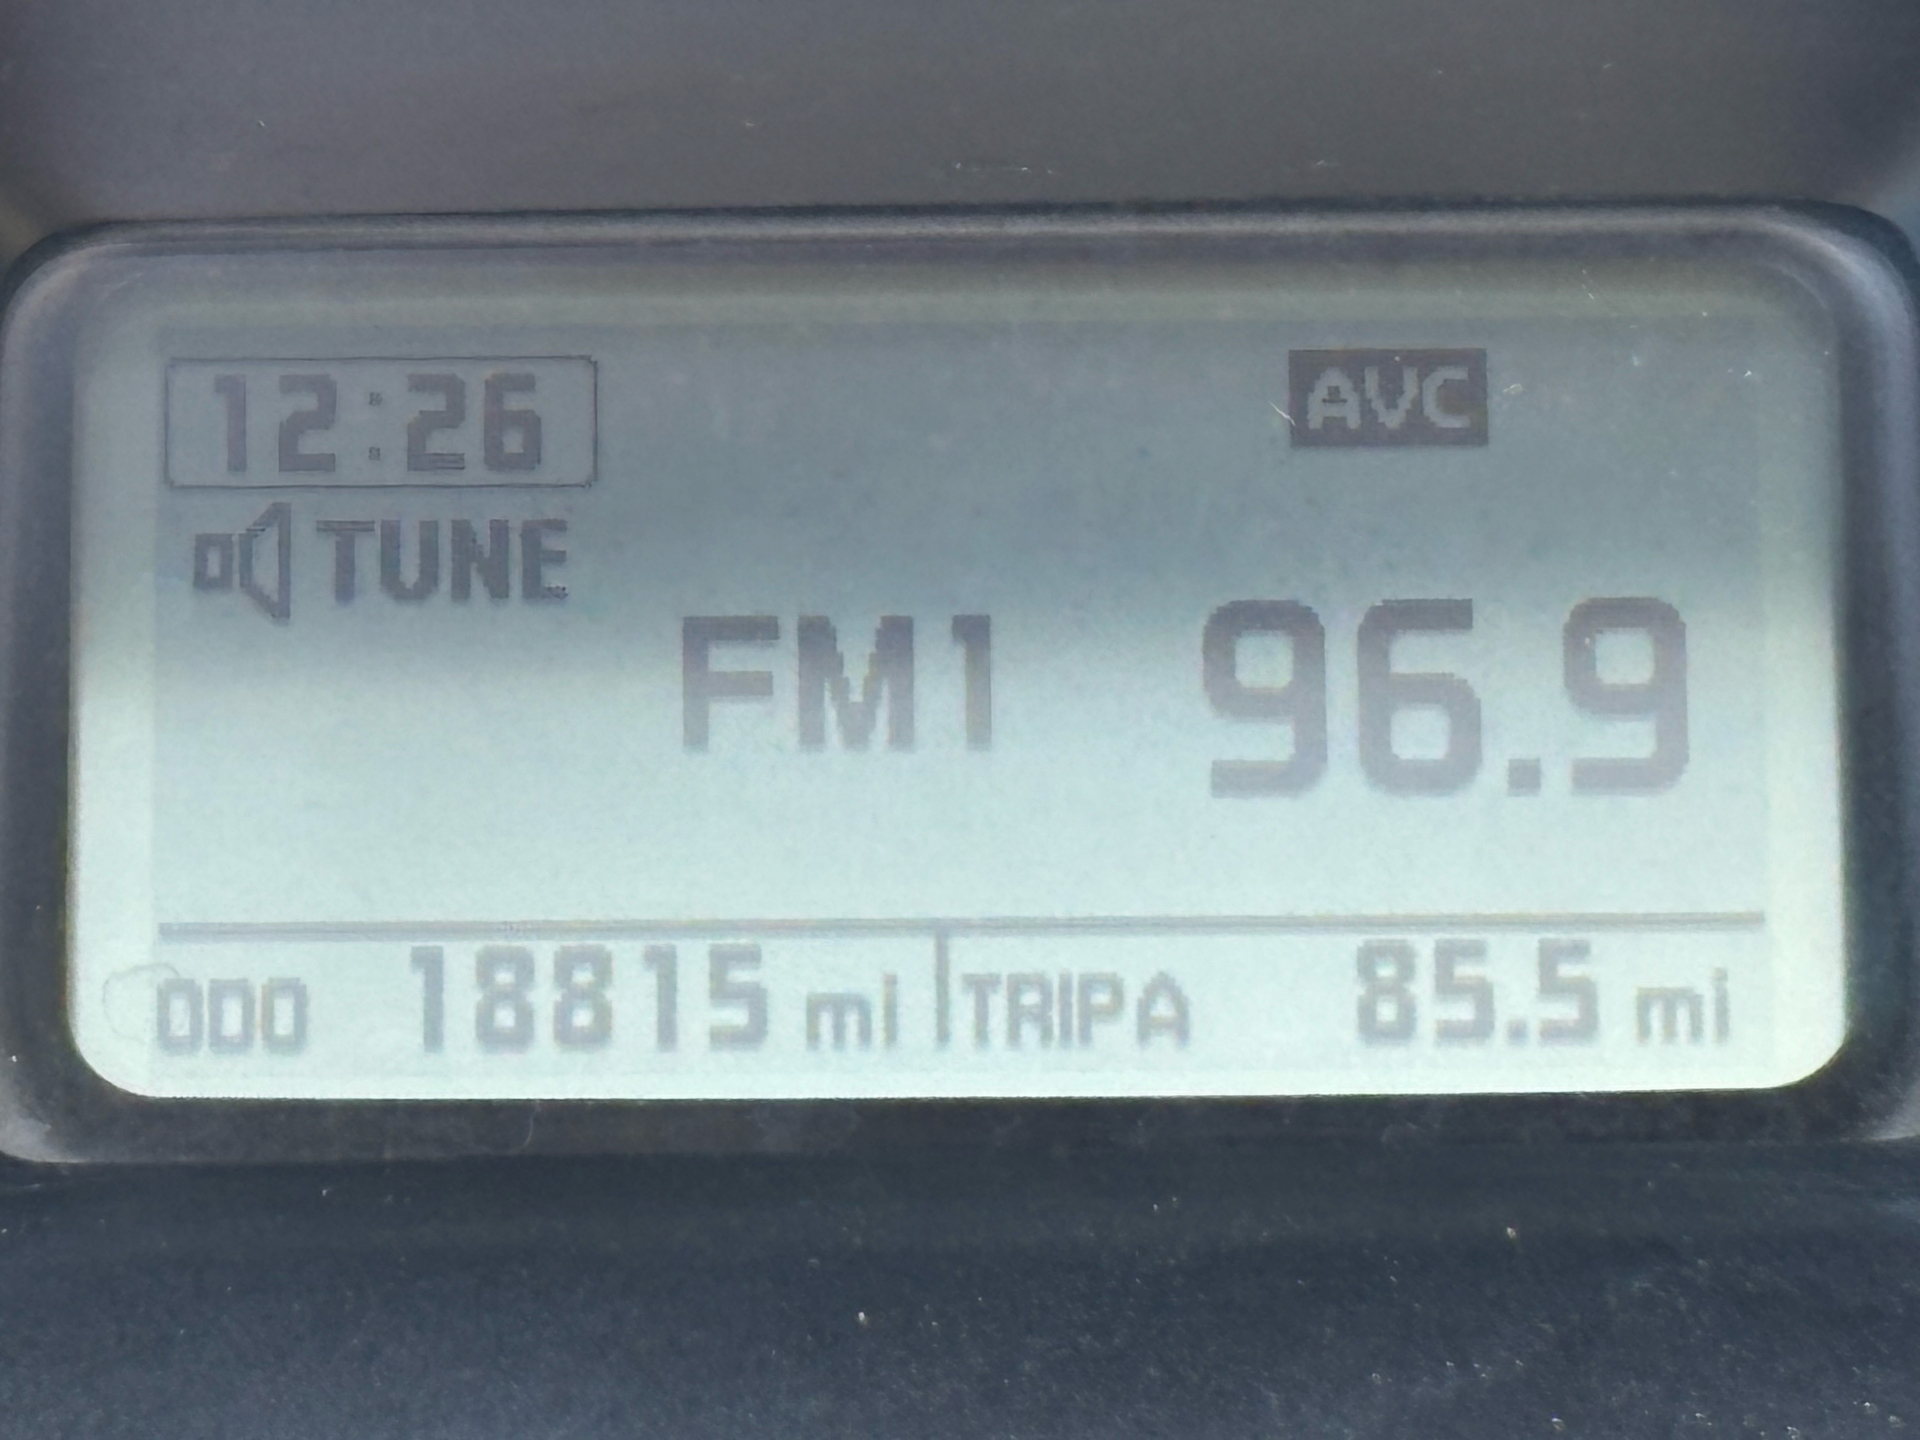 12:26 AVC
TUNE
FM1 96.9
ODO 18815 mi TRIPA 85.5 mi